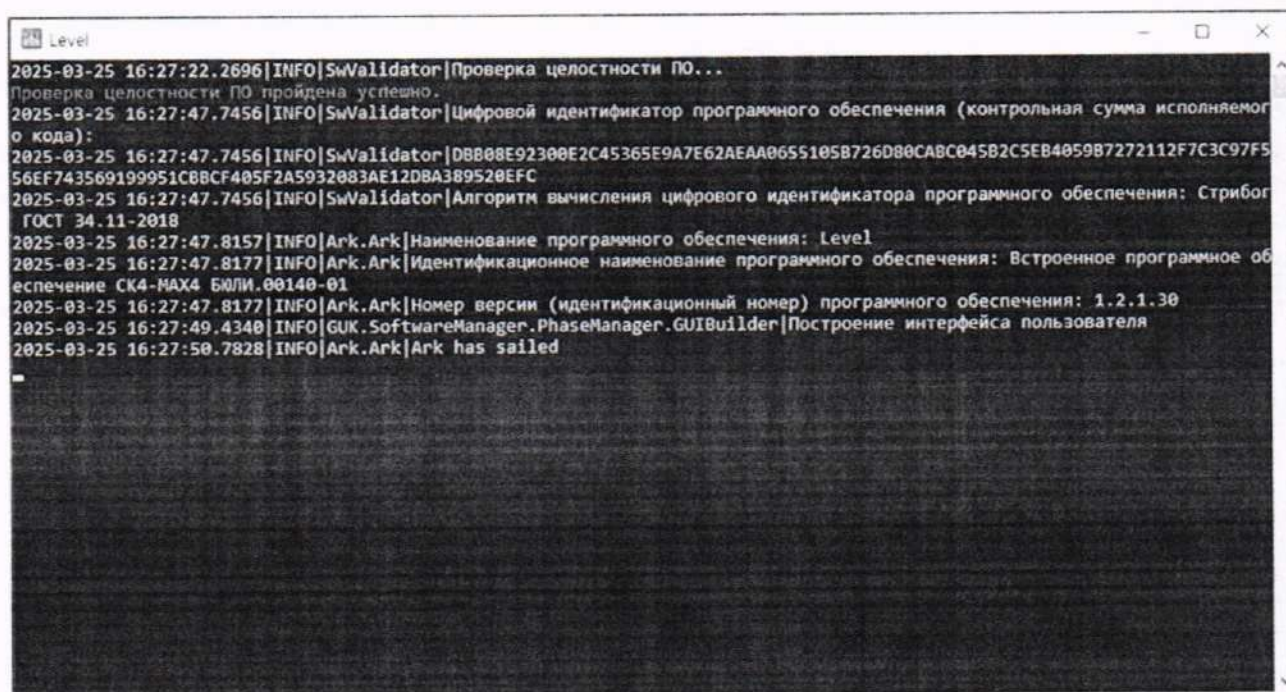 Level
2025-03-25 16:27:22.2696|INFO|SwValidator|Проверка целостности ПО...
Проверка целостности ПО пройдена успешно.
2025-03-25 16:27:47.7456|INFO|SwValidator|Цифровой идентификатор программного обеспечения (контрольная сумма исполняемог
о кода):
2025-03-25 16:27:47.7456|INFO|SwValidator|DBB08E92300E2C45365E9A7E62AEAA0655105B726D80CABC045B2C5EB4059B7272112F7C3C97F5
56EF743569199951CBBCF405F2A5932083AE12DBA389520EFC
2025-03-25 16:27:47.7456|INFO|SwValidator|Алгоритм вычисления цифрового идентификатора программного обеспечения: Стрибог
ГОСТ 34.11-2018
2025-03-25 16:27:47.8157|INFO|Ark.Ark|Наименование программного обеспечения: Level
2025-03-25 16:27:47.8177|INFO|Ark.Ark|Идентификационное наименование программного обеспечения: Встроенное программное об
еспечение СК4-МАХ4 БЮЛИ.00140-01
2025-03-25 16:27:47.8177|INFO|Ark.Ark|Номер версии (идентификационный номер) программного обеспечения: 1.2.1.30
2025-03-25 16:27:49.4340|INFO|GUK.SoftwareManager.PhaseManager.GUIBuilder|Построение интерфейса пользователя
2025-03-25 16:27:50.7828|INFO|Ark.Ark|Ark has sailed